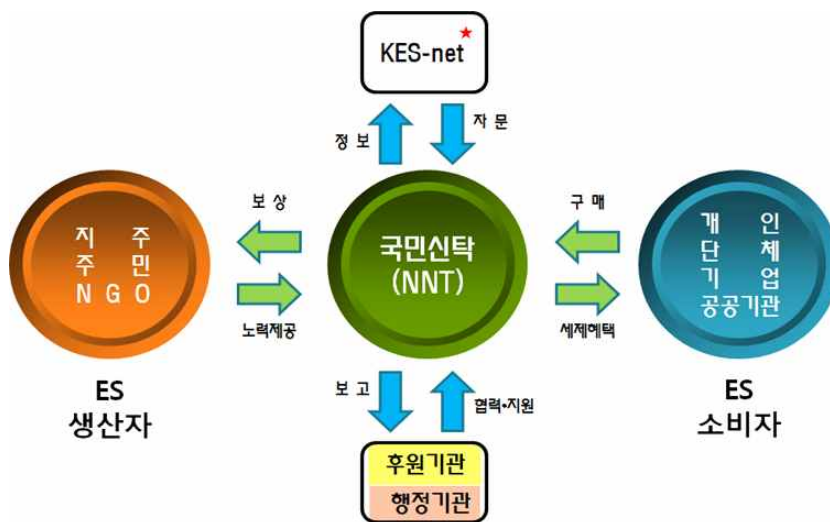 KES-net
정 보
자 문
보 상
구 매
지 주
주 민
N G O
국민신탁
(NNT)
개 인
단 체
기 업
공공기관
노력제공
세제혜택
ES
생산자
ES
소비자
보 고
협력•지원
후원기관
행정기관